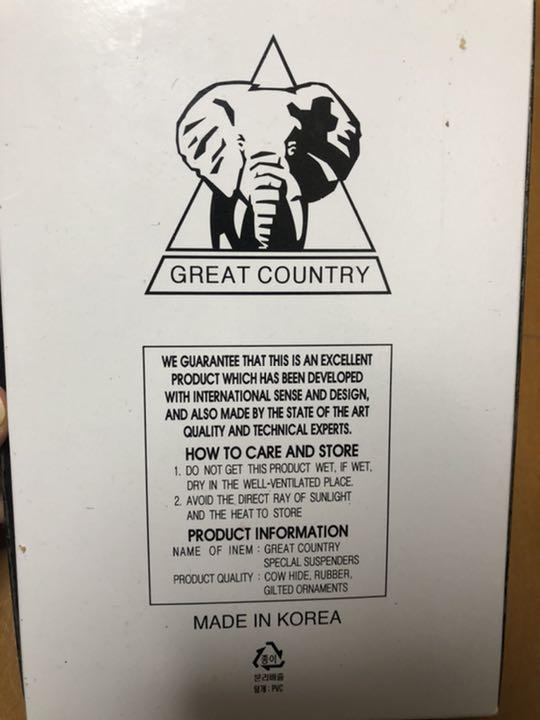 GREAT COUNTRY
WE GUARANTEE THAT THIS IS AN EXCELLENT
PRODUCT WHICH HAS BEEN DEVELOPED
WITH INTERNATIONAL SENSE AND DESIGN,
AND ALSO MADE BY THE STATE OF THE ART
QUALITY AND TECHNICAL EXPERTS.
HOW TO CARE AND STORE
1. DO NOT GET THIS PRODUCT WET, IF WET,
DRY IN THE WELL-VENTILATED PLACE.
2. AVOID THE DIRECT RAY OF SUNLIGHT
AND THE HEAT TO STORE
PRODUCT INFORMATION
NAME OF INEM : GREAT COUNTRY
SPECLAL SUSPENDERS
PRODUCT QUALITY : COW HIDE, RUBBER,
GILTED ORNAMENTS
MADE IN KOREA
종이
분리배출
덮개 : PVC